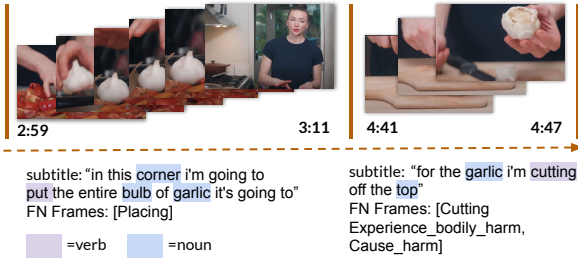 2:59
3:11
4:41
4:47
subtitle: “in this corner i'm going to
put the entire bulb of garlic it's going to”
FN Frames: [Placing]
=verb
=noun
subtitle: “for the garlic i'm cutting
off the top”
FN Frames: [Cutting
Experience_bodily_harm,
Cause_harm]